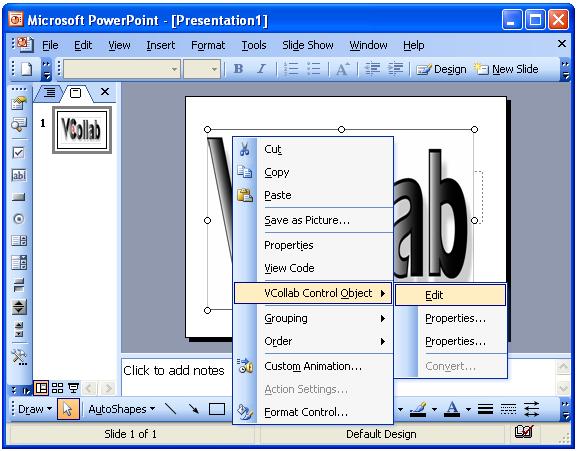 Microsoft PowerPoint - [Presentation1]
File Edit View Insert Format Tools Slide Show Window Help
B I S A Design New Slide
1
VCollab
ab
Cut
Copy
Paste
Save as Picture...
Properties
View Code
VCollab Control Object
Edit
Grouping
Properties...
Order
Properties...
Custom Animation...
Convert...
Action Settings...
Format Control...
Click to add notes
Draw AutoShapes A
Slide 1 of 1 Default Design